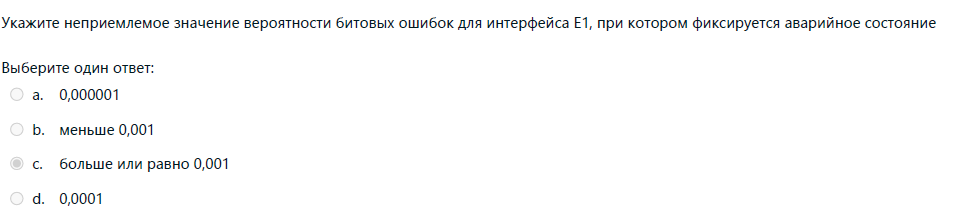 Укажите неприемлемое значение вероятности битовых ошибок для интерфейса E1, при котором фиксируется аварийное состояние
Выберите один ответ:
a. 0,000001
b. меньше 0,001
c. больше или равно 0,001
d. 0,0001